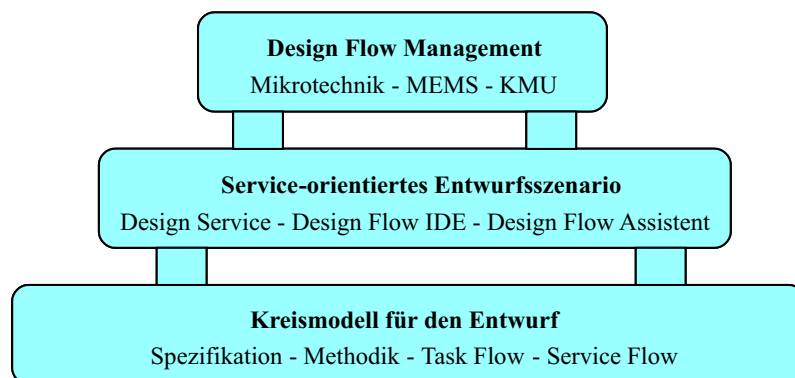 Design Flow Management
Mikrotechnik - MEMS - KMU
Service-orientiertes Entwurfsszenario
Design Service - Design Flow IDE - Design Flow Assistent
Kreismodell für den Entwurf
Spezifikation - Methodik - Task Flow - Service Flow